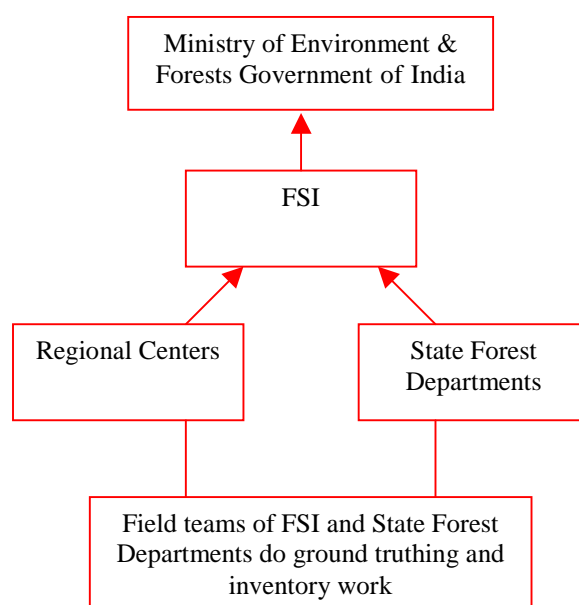 Ministry of Environment &
Forests Government of India
FSI
Regional Centers
State Forest
Departments
Field teams of FSI and State Forest
Departments do ground truthing and
inventory work